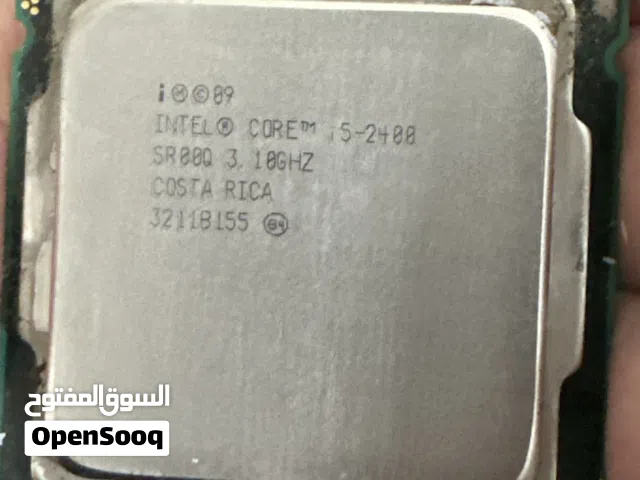 i Ⓜ©'09
INTEL® CORE™ i5-2400
SR00Q 3.10GHZ
COSTA RICA
3211B155 ⓔ4
السوق المفتوح
OpenSooq